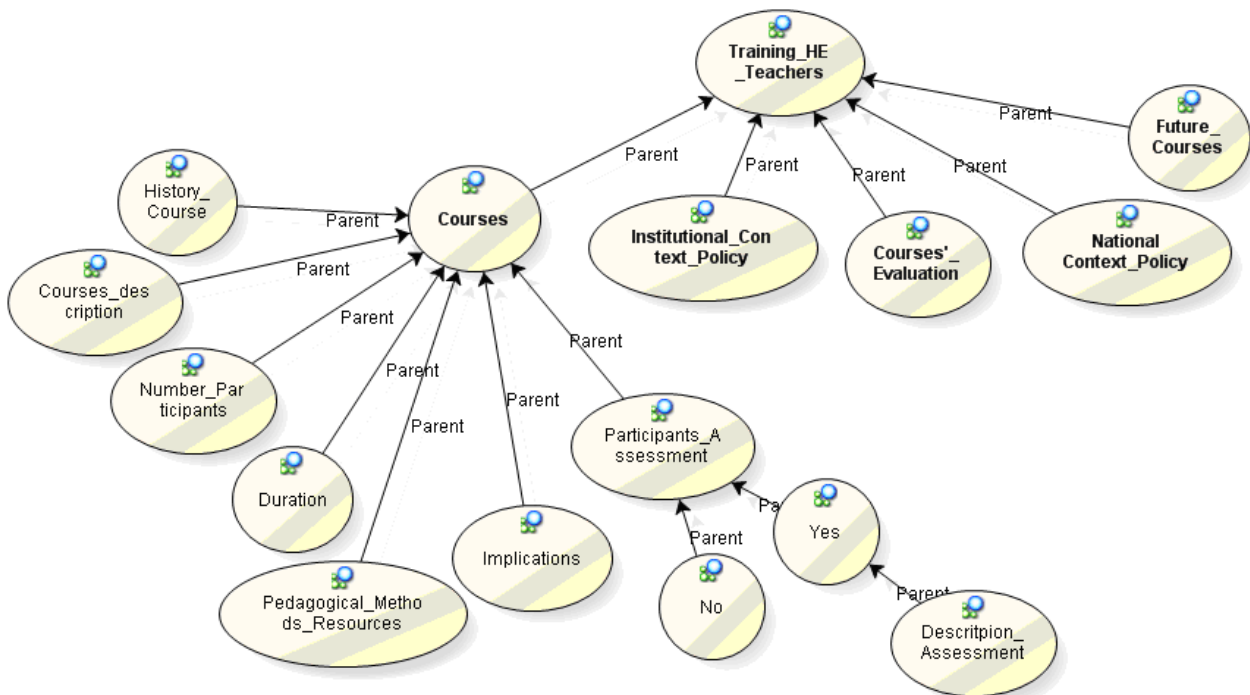 Training_HE
_Teachers
Parent
Future_
Courses
Parent
Parent
Parent
Parent
History_
Course
Parent
Courses
Institutional_Con
text_Policy
Courses'_
Evaluation
National
Context_Policy
Courses_des
cription
Parent
Parent
Parent
Number_Par
ticipants
Parent
Parent
Parent
Participants_A
ssessment
Duration
Pa
Yes
Parent
Implications
No
Parent
Pedagogical_Metho
ds_Resources
Descritpion_
Assessment